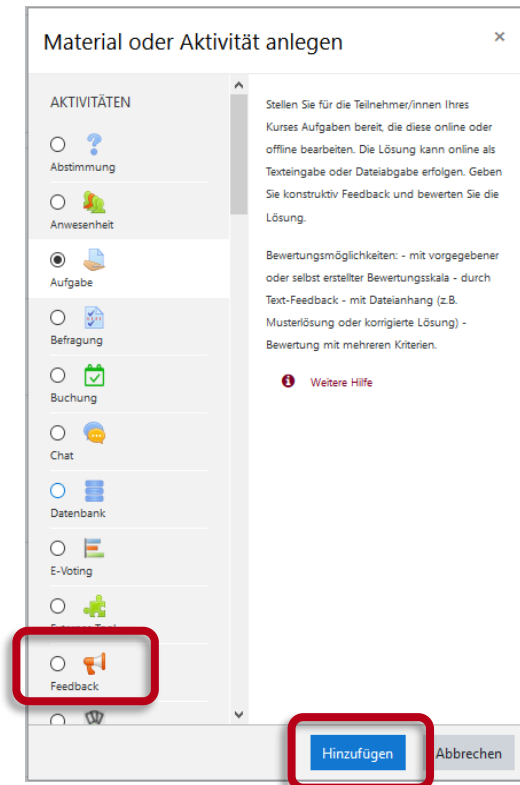 Material oder Aktivität anlegen
×
AKTIVITÄTEN
Abstimmung
Anwesenheit
Aufgabe
Befragung
Buchung
Chat
Datenbank
E-Voting
Feedback
Stellen Sie für die Teilnehmer/innen Ihres
Kurses Aufgaben bereit, die diese online oder
offline bearbeiten. Die Lösung kann online als
Texteingabe oder Dateiabgabe erfolgen. Geben
Sie konstruktiv Feedback und bewerten Sie die
Lösung.
Bewertungsmöglichkeiten: - mit vorgegebener
oder selbst erstellter Bewertungsskala - durch
Text-Feedback - mit Dateianhang (z.B.
Musterlösung oder korrigierte Lösung) -
Bewertung mit mehreren Kriterien.
Weitere Hilfe
Hinzufügen
Abbrechen